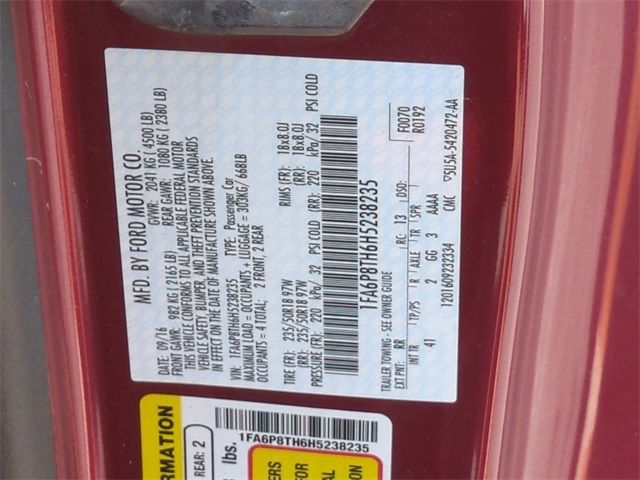 MFD. BY FORD MOTOR CO.
DATE: 09/16 GVWR: 2041 KG ( 4500 LB)
FRONT GAWR: 982 KG ( 2165 LB) REAR GAWR: 1080 KG ( 2380 LB)
THIS VEHICLE CONFORMS TO ALL APPLICABLE FEDERAL MOTOR
VEHICLE SAFETY, BUMPER, AND THEFT PREVENTION STANDARDS
IN EFFECT ON THE DATE OF MANUFACTURE SHOWN ABOVE.
VIN: 1FA6P8TH6H5238235 TYPE: Passenger Car
MAXIMUM LOAD = OCCUPANTS + LUGGAGE = 303KG/ 668LB
OCCUPANTS = 4 TOTAL; 2 FRONT, 2 REAR
TIRE (FR): 235/50R18 97W RIMS (FR): 18x8.0J
(RR): 235/50R18 97W (RR): 18x8.0J
PRESSURE(FR): 220 kPa/ 32 PSI COLD (RR): 220 kPa/ 32 PSI COLD
1FA6P8TH6H5238235
TRAILER TOWING - SEE OWNER GUIDE
F0070
R0192
EXT PNT: RR RC: 13 DSO:
INT TR TP/PS R AXLE TR SPR
41 2 GG 3 AAAA
1201609232334 CMC ▽5U5A-5420472-AA
RMATION
REAR: 2
lbs.
1FA6P8TH6H5238235